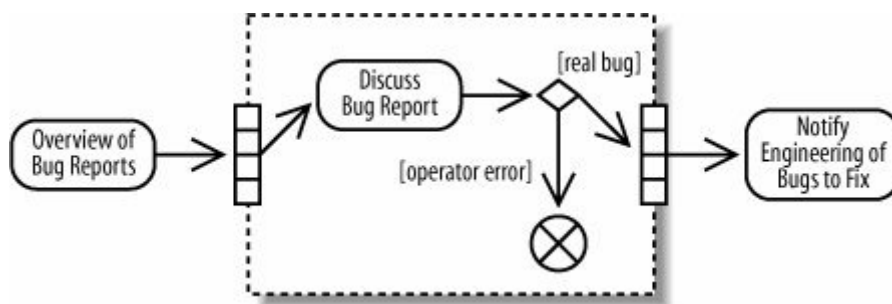 Overview of
Bug Reports
Discuss
Bug Report
[real bug]
[operator error]
Notify
Engineering of
Bugs to Fix